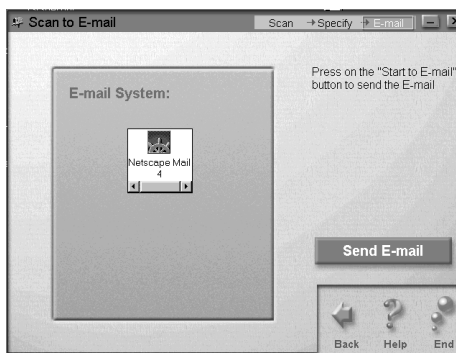 Scan to E-mail
Scan → Specify → E-mail
Press on the "Start to E-mail"
button to send the E-mail
E-mail System:
Netscape Mail
4
Send E-mail
Back Help End